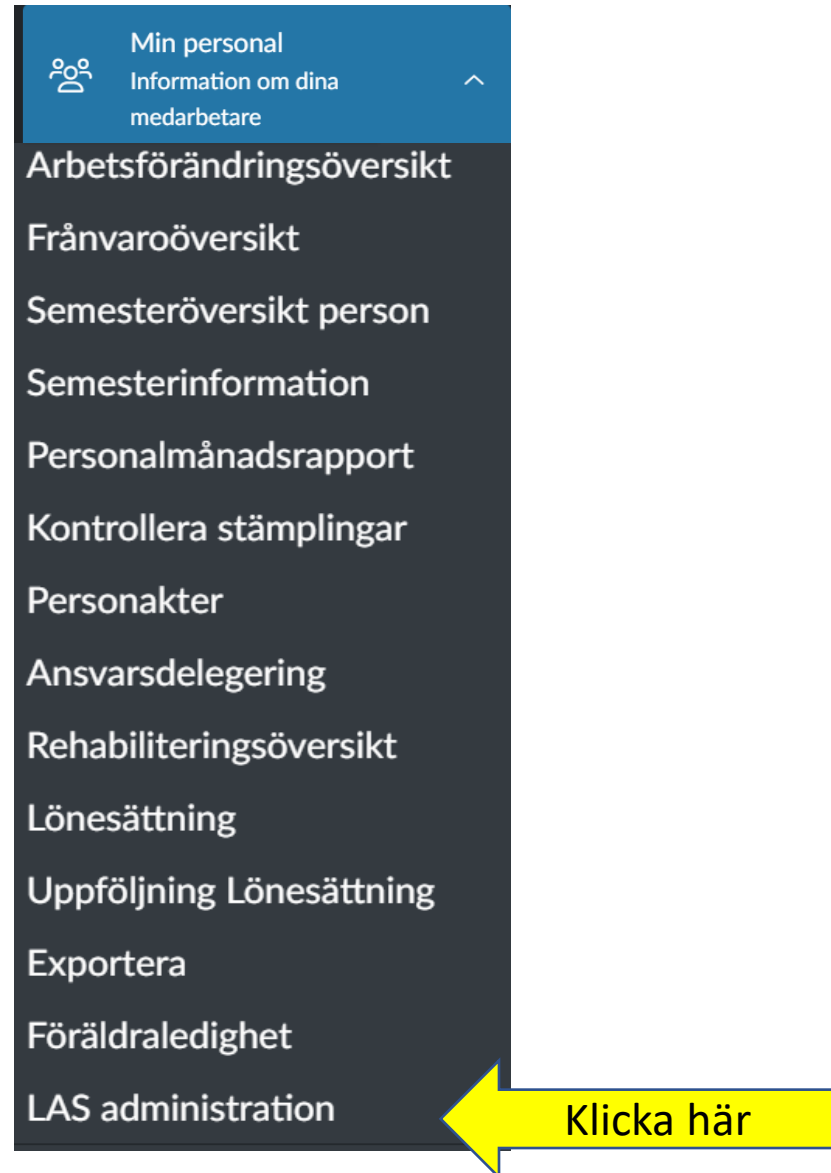 Min personal
Information om dina
medarbetare
Arbetsförändringsöversikt
Frånvaroöversikt
Semesteröversikt person
Semesterinformation
Personalmånadsrapport
Kontrollera stämplingar
Personakter
Ansvarsdelegering
Rehabiliteringsöversikt
Lönesättning
Uppföljning Lönesättning
Exportera
Föräldraledighet
LAS administration
Klicka här